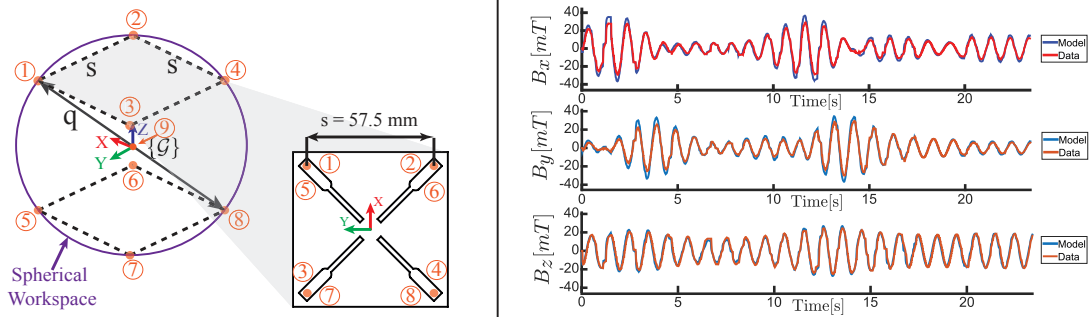 ②
①
s
s
④
③
q
⑨
Z
X
{G}
Y
⑥
⑤
⑧
⑦
Spherical
Workspace
s = 57.5 mm
①
②
⑤
⑥
X
Y
③
④
⑦
⑧
Bx[mT]
40
20
0
-20
-40
0
5
10
15
20
Time[s]
Model
Data
By[mT]
40
20
0
-20
-40
0
5
10
15
20
Time[s]
Model
Data
Bz[mT]
40
20
0
-20
-40
0
5
10
15
20
Time[s]
Model
Data